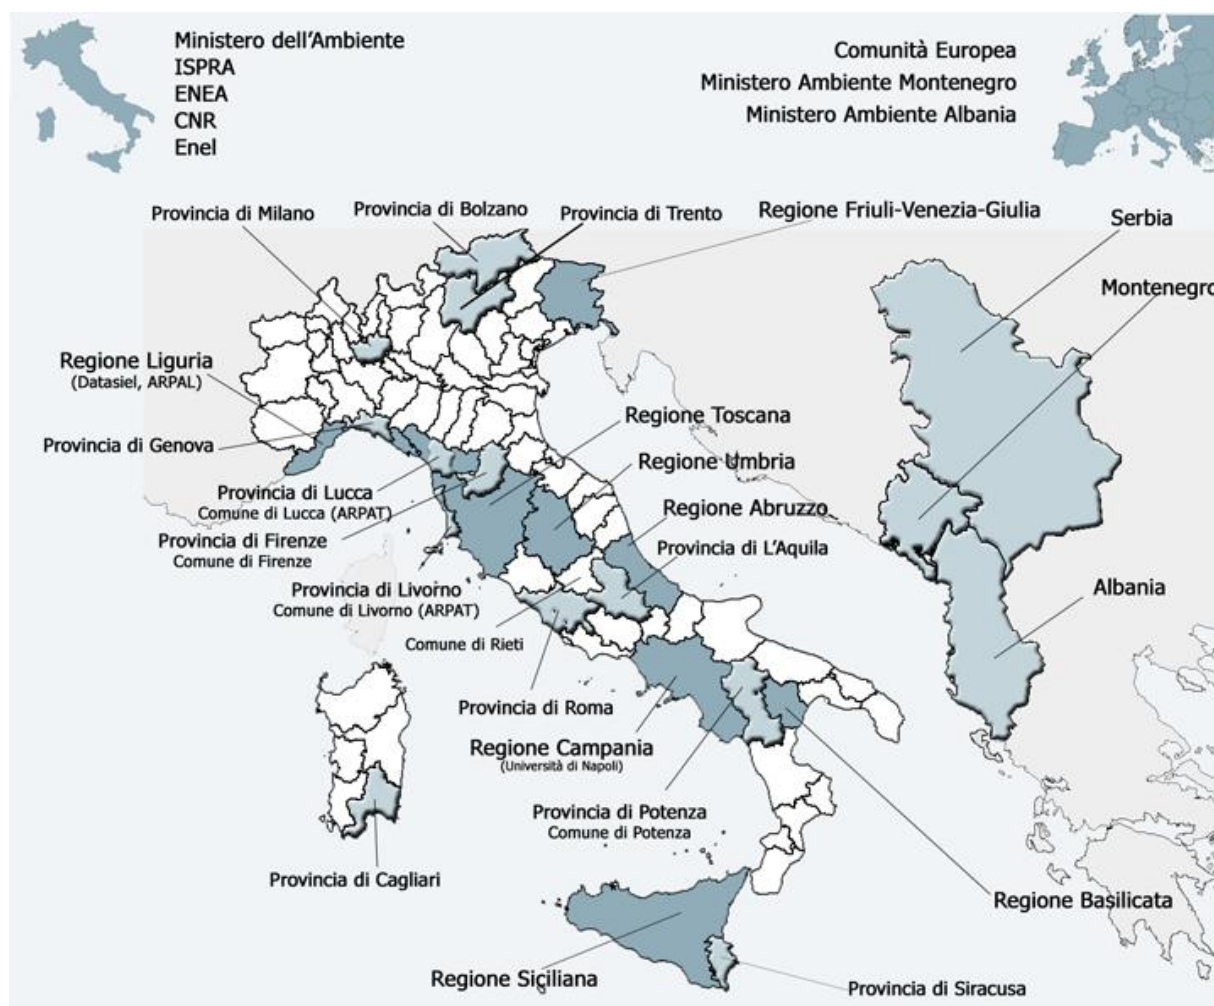 Ministero dell'Ambiente
ISPRA
ENEA
CNR
Enel
Comunità Europea
Ministero Ambiente Montenegro
Ministero Ambiente Albania
Provincia di Milano
Provincia di Bolzano
Provincia di Trento
Regione Friuli-Venezia-Giulia
Serbia
Montenegro
Regione Liguria
(Datasiel, ARPAL)
Regione Toscana
Provincia di Genova
Regione Umbria
Provincia di Lucca
Comune di Lucca (ARPAT)
Regione Abruzzo
Provincia di Firenze
Comune di Firenze
Provincia di L'Aquila
Provincia di Livorno
Comune di Livorno (ARPAT)
Albania
Comune di Rieti
Provincia di Roma
Regione Campania
(Università di Napoli)
Provincia di Potenza
Comune di Potenza
Provincia di Cagliari
Regione Basilicata
Regione Siciliana
Provincia di Siracusa